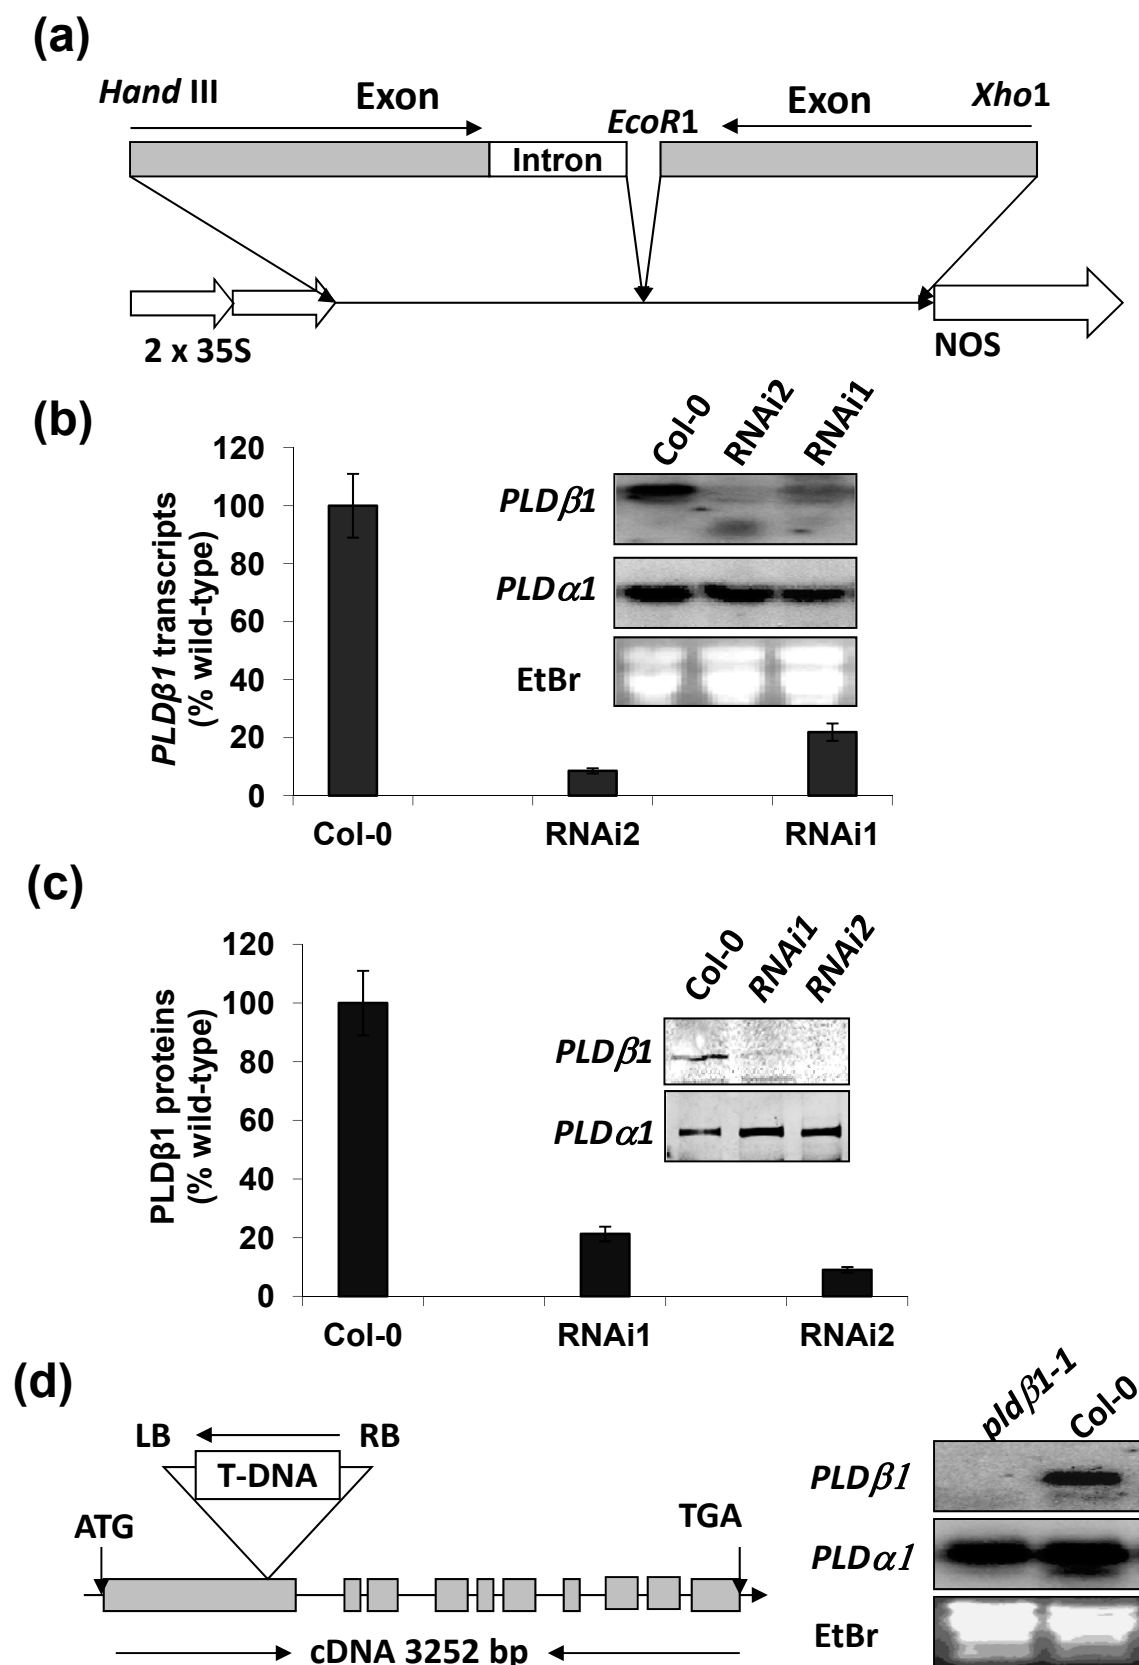 (a)
Hand III
Exon
EcoR1
Exon
Xho1
Intron
2 x 35S
NOS
(b)
PLDβ1 transcripts
(% wild-type)
120
100
80
60
40
20
0
Col-0
RNAi2
RNAi1
Col-0
RNAi2
RNAi1
PLDβ1
PLDα1
EtBr
(c)
PLDβ1 proteins
(% wild-type)
120
100
80
60
40
20
0
Col-0
RNAi1
RNAi2
Col-0
RNAi1
RNAi2
PLDβ1
PLDα1
(d)
LB
RB
T-DNA
ATG
TGA
cDNA 3252 bp
pldβ1-1
Col-0
PLDβ1
PLDα1
EtBr